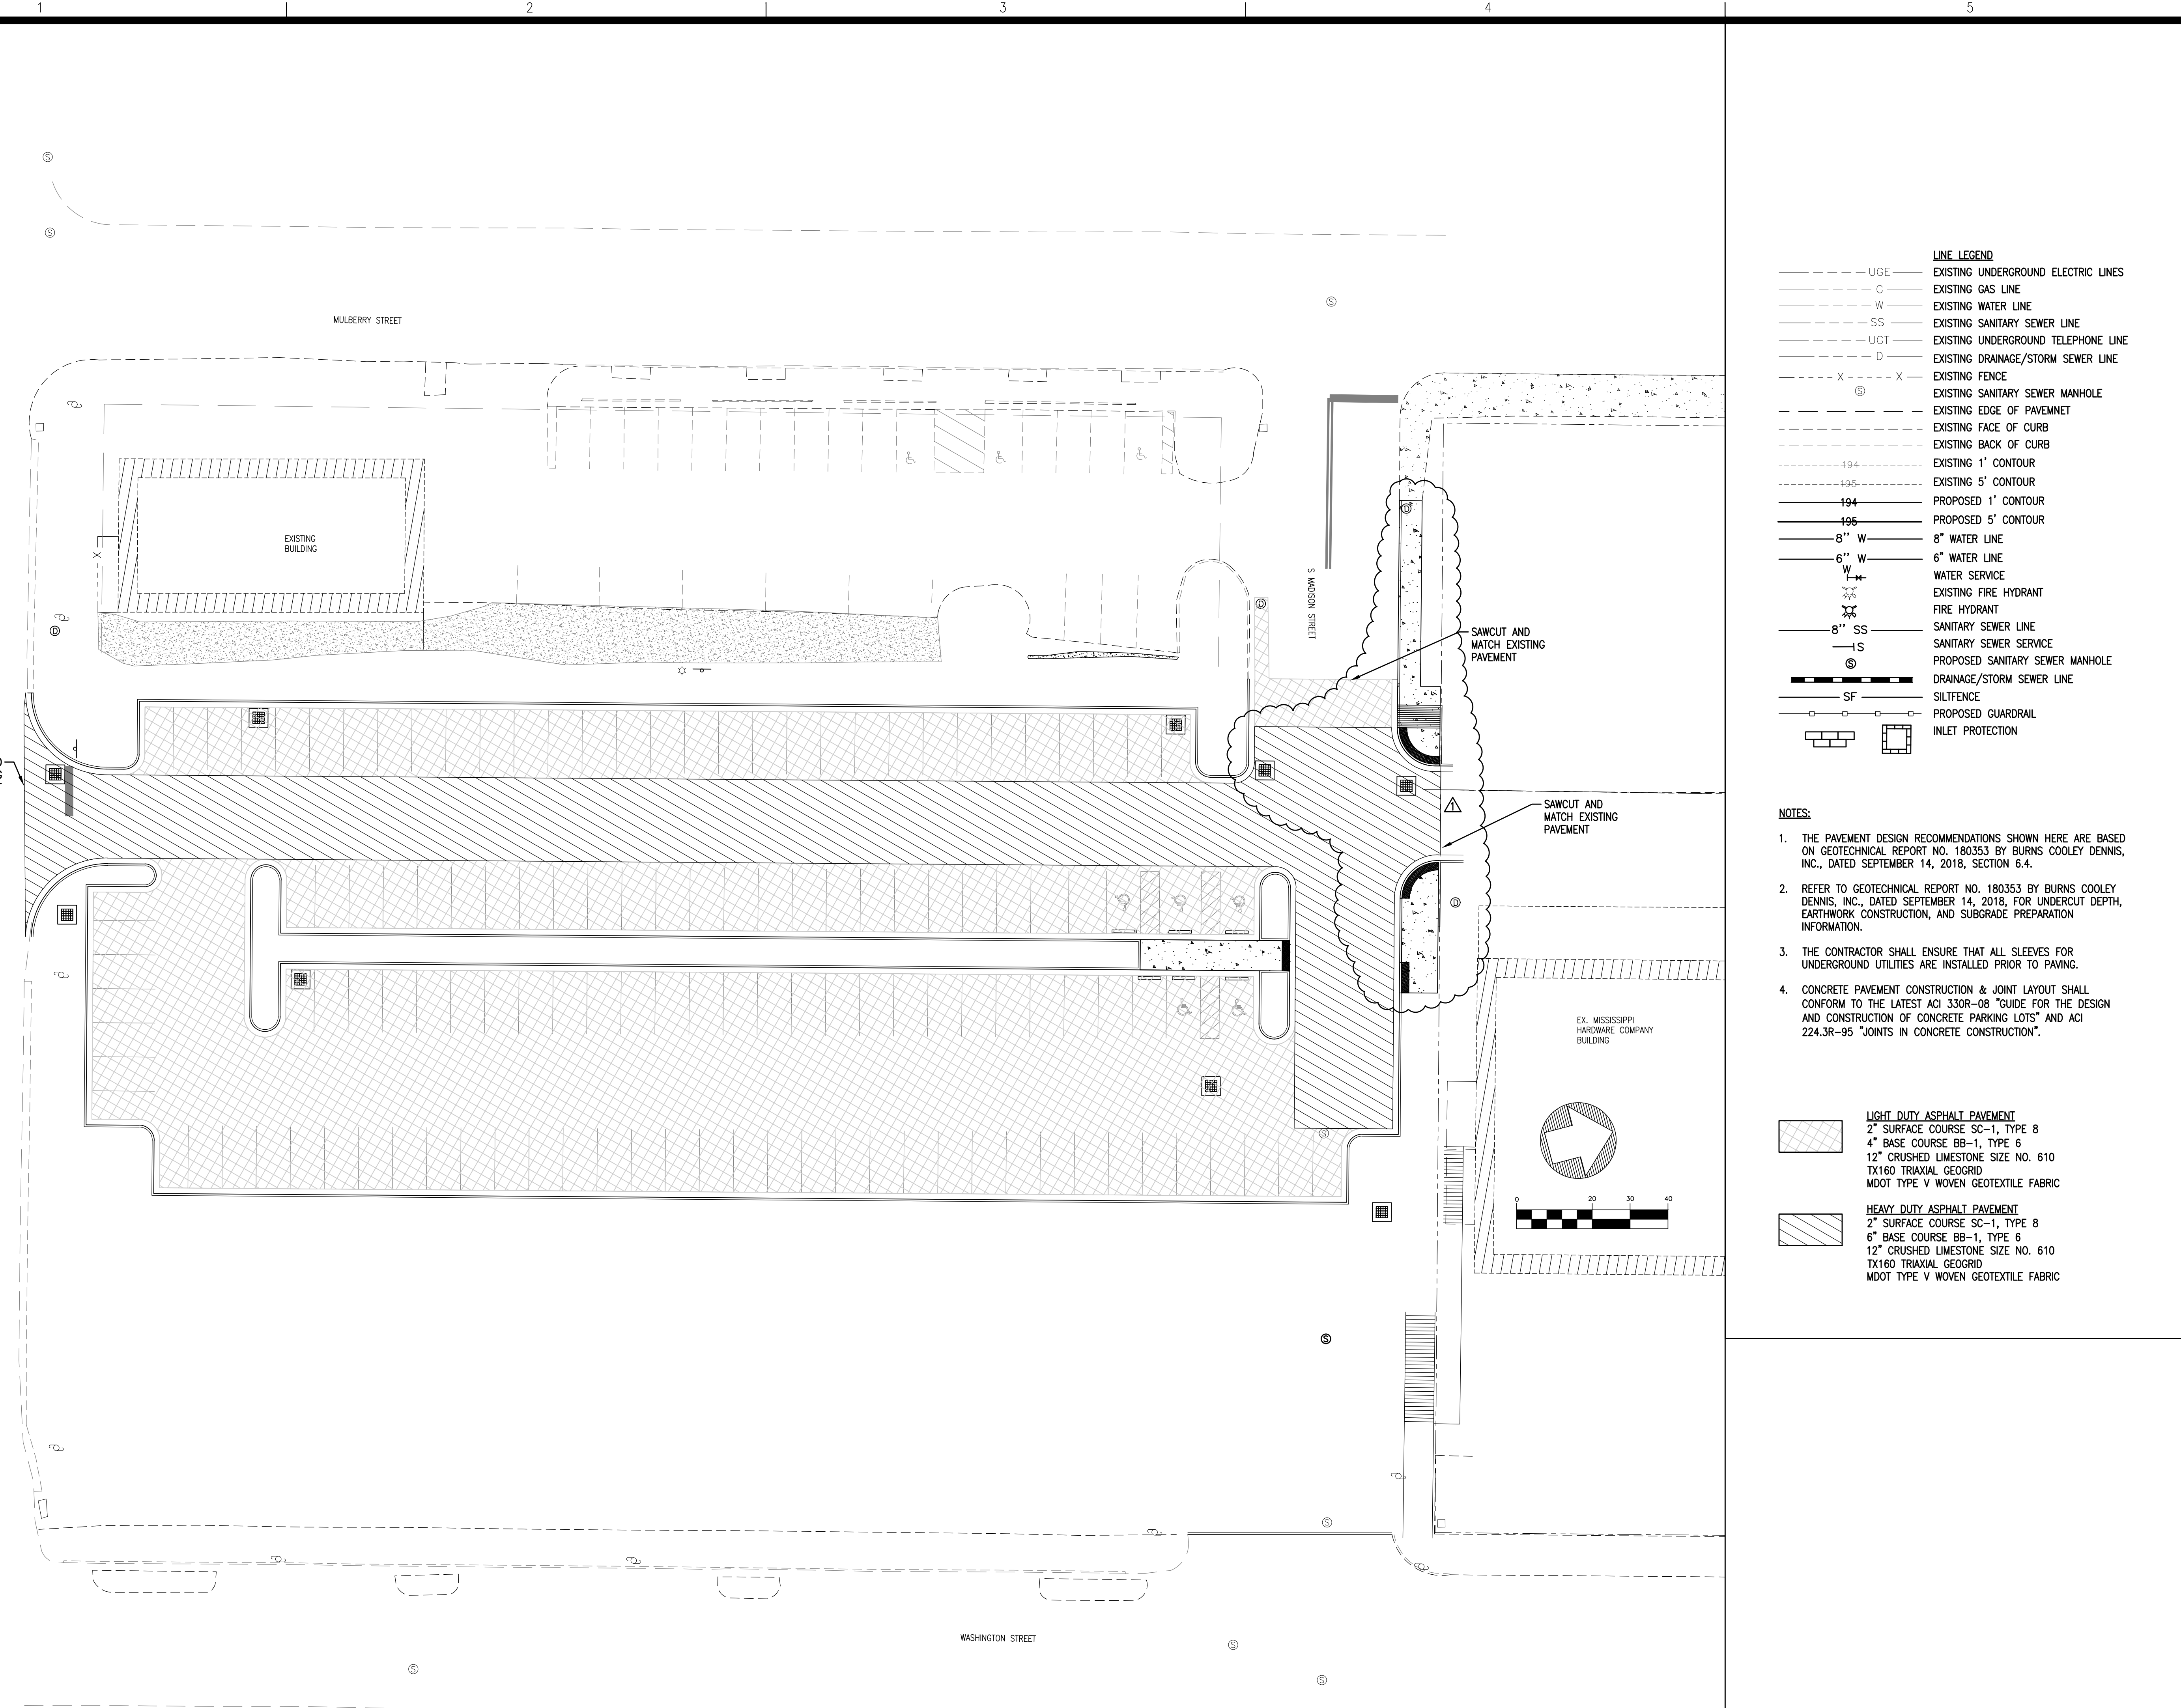 1
2
3
4
5
MULBERRY STREET
EXISTING
BUILDING
S MADISON STREET
SAWCUT AND
MATCH EXISTING
PAVEMENT
SAWCUT AND
MATCH EXISTING
PAVEMENT
1
EX. MISSISSIPPI
HARDWARE COMPANY
BUILDING
0 20 30 40
WASHINGTON STREET
S
S
S
S
S
S
S
S
S
D
D
D
D
X
LINE LEGEND
UGE EXISTING UNDERGROUND ELECTRIC LINES
G EXISTING GAS LINE
W EXISTING WATER LINE
SS EXISTING SANITARY SEWER LINE
UGT EXISTING UNDERGROUND TELEPHONE LINE
D EXISTING DRAINAGE/STORM SEWER LINE
X X EXISTING FENCE
S EXISTING SANITARY SEWER MANHOLE
EXISTING EDGE OF PAVEMNET
EXISTING FACE OF CURB
EXISTING BACK OF CURB
194 EXISTING 1' CONTOUR
195 EXISTING 5' CONTOUR
194 PROPOSED 1' CONTOUR
195 PROPOSED 5' CONTOUR
8'' W 8" WATER LINE
6'' W 6" WATER LINE
W WATER SERVICE
EXISTING FIRE HYDRANT
FIRE HYDRANT
8'' SS SANITARY SEWER LINE
S SANITARY SEWER SERVICE
S PROPOSED SANITARY SEWER MANHOLE
DRAINAGE/STORM SEWER LINE
SF SILTFENCE
PROPOSED GUARDRAIL
INLET PROTECTION
NOTES:
1. THE PAVEMENT DESIGN RECOMMENDATIONS SHOWN HERE ARE BASED
ON GEOTECHNICAL REPORT NO. 180353 BY BURNS COOLEY DENNIS,
INC., DATED SEPTEMBER 14, 2018, SECTION 6.4.
2. REFER TO GEOTECHNICAL REPORT NO. 180353 BY BURNS COOLEY
DENNIS, INC., DATED SEPTEMBER 14, 2018, FOR UNDERCUT DEPTH,
EARTHWORK CONSTRUCTION, AND SUBGRADE PREPARATION
INFORMATION.
3. THE CONTRACTOR SHALL ENSURE THAT ALL SLEEVES FOR
UNDERGROUND UTILITIES ARE INSTALLED PRIOR TO PAVING.
4. CONCRETE PAVEMENT CONSTRUCTION & JOINT LAYOUT SHALL
CONFORM TO THE LATEST ACI 330R-08 "GUIDE FOR THE DESIGN
AND CONSTRUCTION OF CONCRETE PARKING LOTS" AND ACI
224.3R-95 "JOINTS IN CONCRETE CONSTRUCTION".
LIGHT DUTY ASPHALT PAVEMENT
2" SURFACE COURSE SC-1, TYPE 8
4" BASE COURSE BB-1, TYPE 6
12" CRUSHED LIMESTONE SIZE NO. 610
TX160 TRIAXIAL GEOGRID
MDOT TYPE V WOVEN GEOTEXTILE FABRIC
HEAVY DUTY ASPHALT PAVEMENT
2" SURFACE COURSE SC-1, TYPE 8
6" BASE COURSE BB-1, TYPE 6
12" CRUSHED LIMESTONE SIZE NO. 610
TX160 TRIAXIAL GEOGRID
MDOT TYPE V WOVEN GEOTEXTILE FABRIC